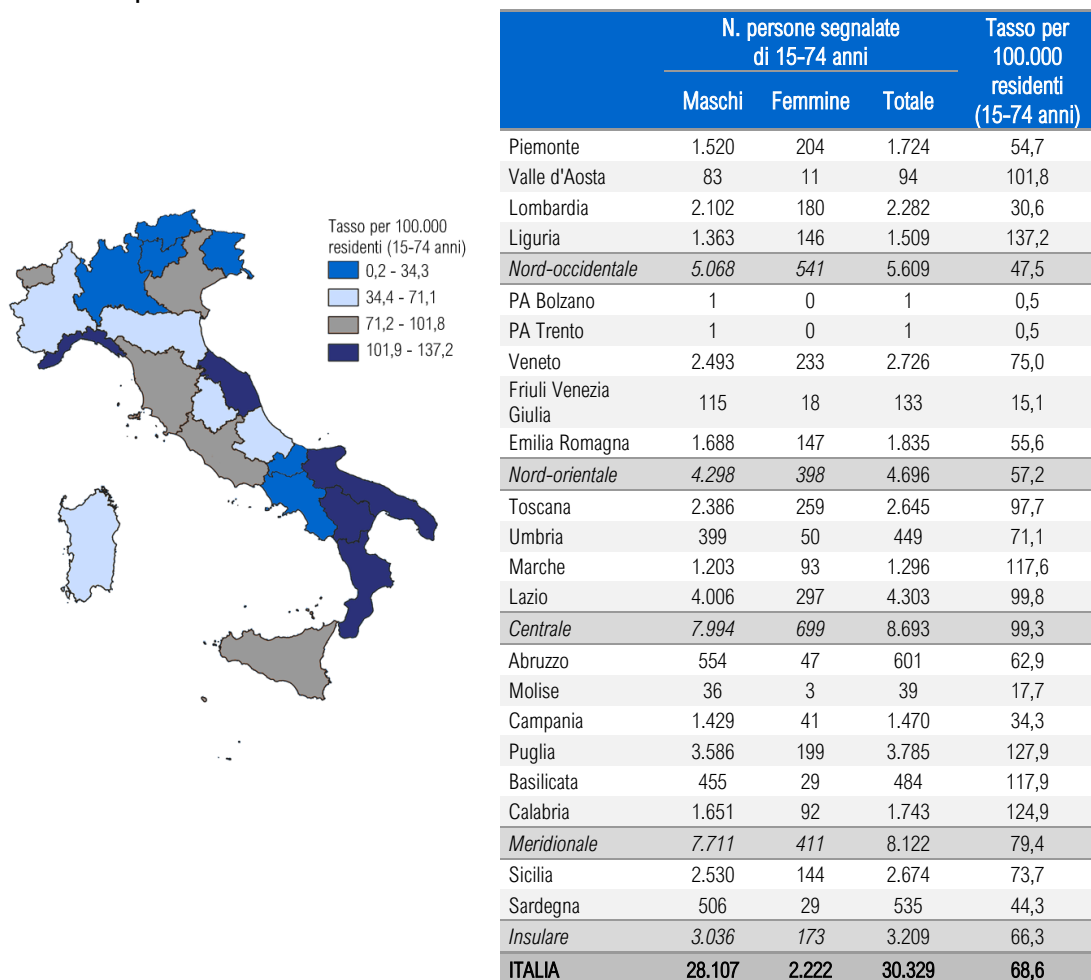 Tasso per 100.000
residenti (15-74 anni)
0,2 - 34,3
34,4 - 71,1
71,2 - 101,8
101,9 - 137,2
N. persone segnalate
di 15-74 anni
Tasso per
100.000
residenti
(15-74 anni)
Maschi Femmine Totale
Piemonte 1.520 204 1.724 54,7
Valle d'Aosta 83 11 94 101,8
Lombardia 2.102 180 2.282 30,6
Liguria 1.363 146 1.509 137,2
Nord-occidentale 5.068 541 5.609 47,5
PA Bolzano 1 0 1 0,5
PA Trento 1 0 1 0,5
Veneto 2.493 233 2.726 75,0
Friuli Venezia
Giulia 115 18 133 15,1
Emilia Romagna 1.688 147 1.835 55,6
Nord-orientale 4.298 398 4.696 57,2
Toscana 2.386 259 2.645 97,7
Umbria 399 50 449 71,1
Marche 1.203 93 1.296 117,6
Lazio 4.006 297 4.303 99,8
Centrale 7.994 699 8.693 99,3
Abruzzo 554 47 601 62,9
Molise 36 3 39 17,7
Campania 1.429 41 1.470 34,3
Puglia 3.586 199 3.785 127,9
Basilicata 455 29 484 117,9
Calabria 1.651 92 1.743 124,9
Meridionale 7.711 411 8.122 79,4
Sicilia 2.530 144 2.674 73,7
Sardegna 506 29 535 44,3
Insulare 3.036 173 3.209 66,3
ITALIA 28.107 2.222 30.329 68,6